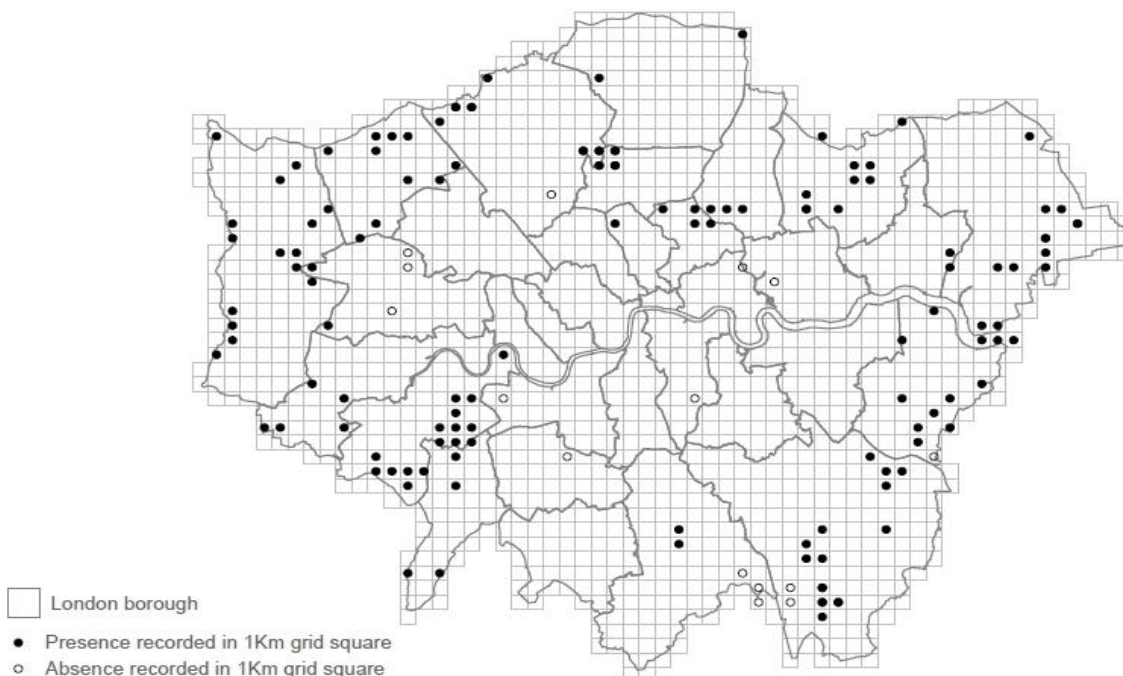 London borough
Presence recorded in 1Km grid square
Absence recorded in 1Km grid square